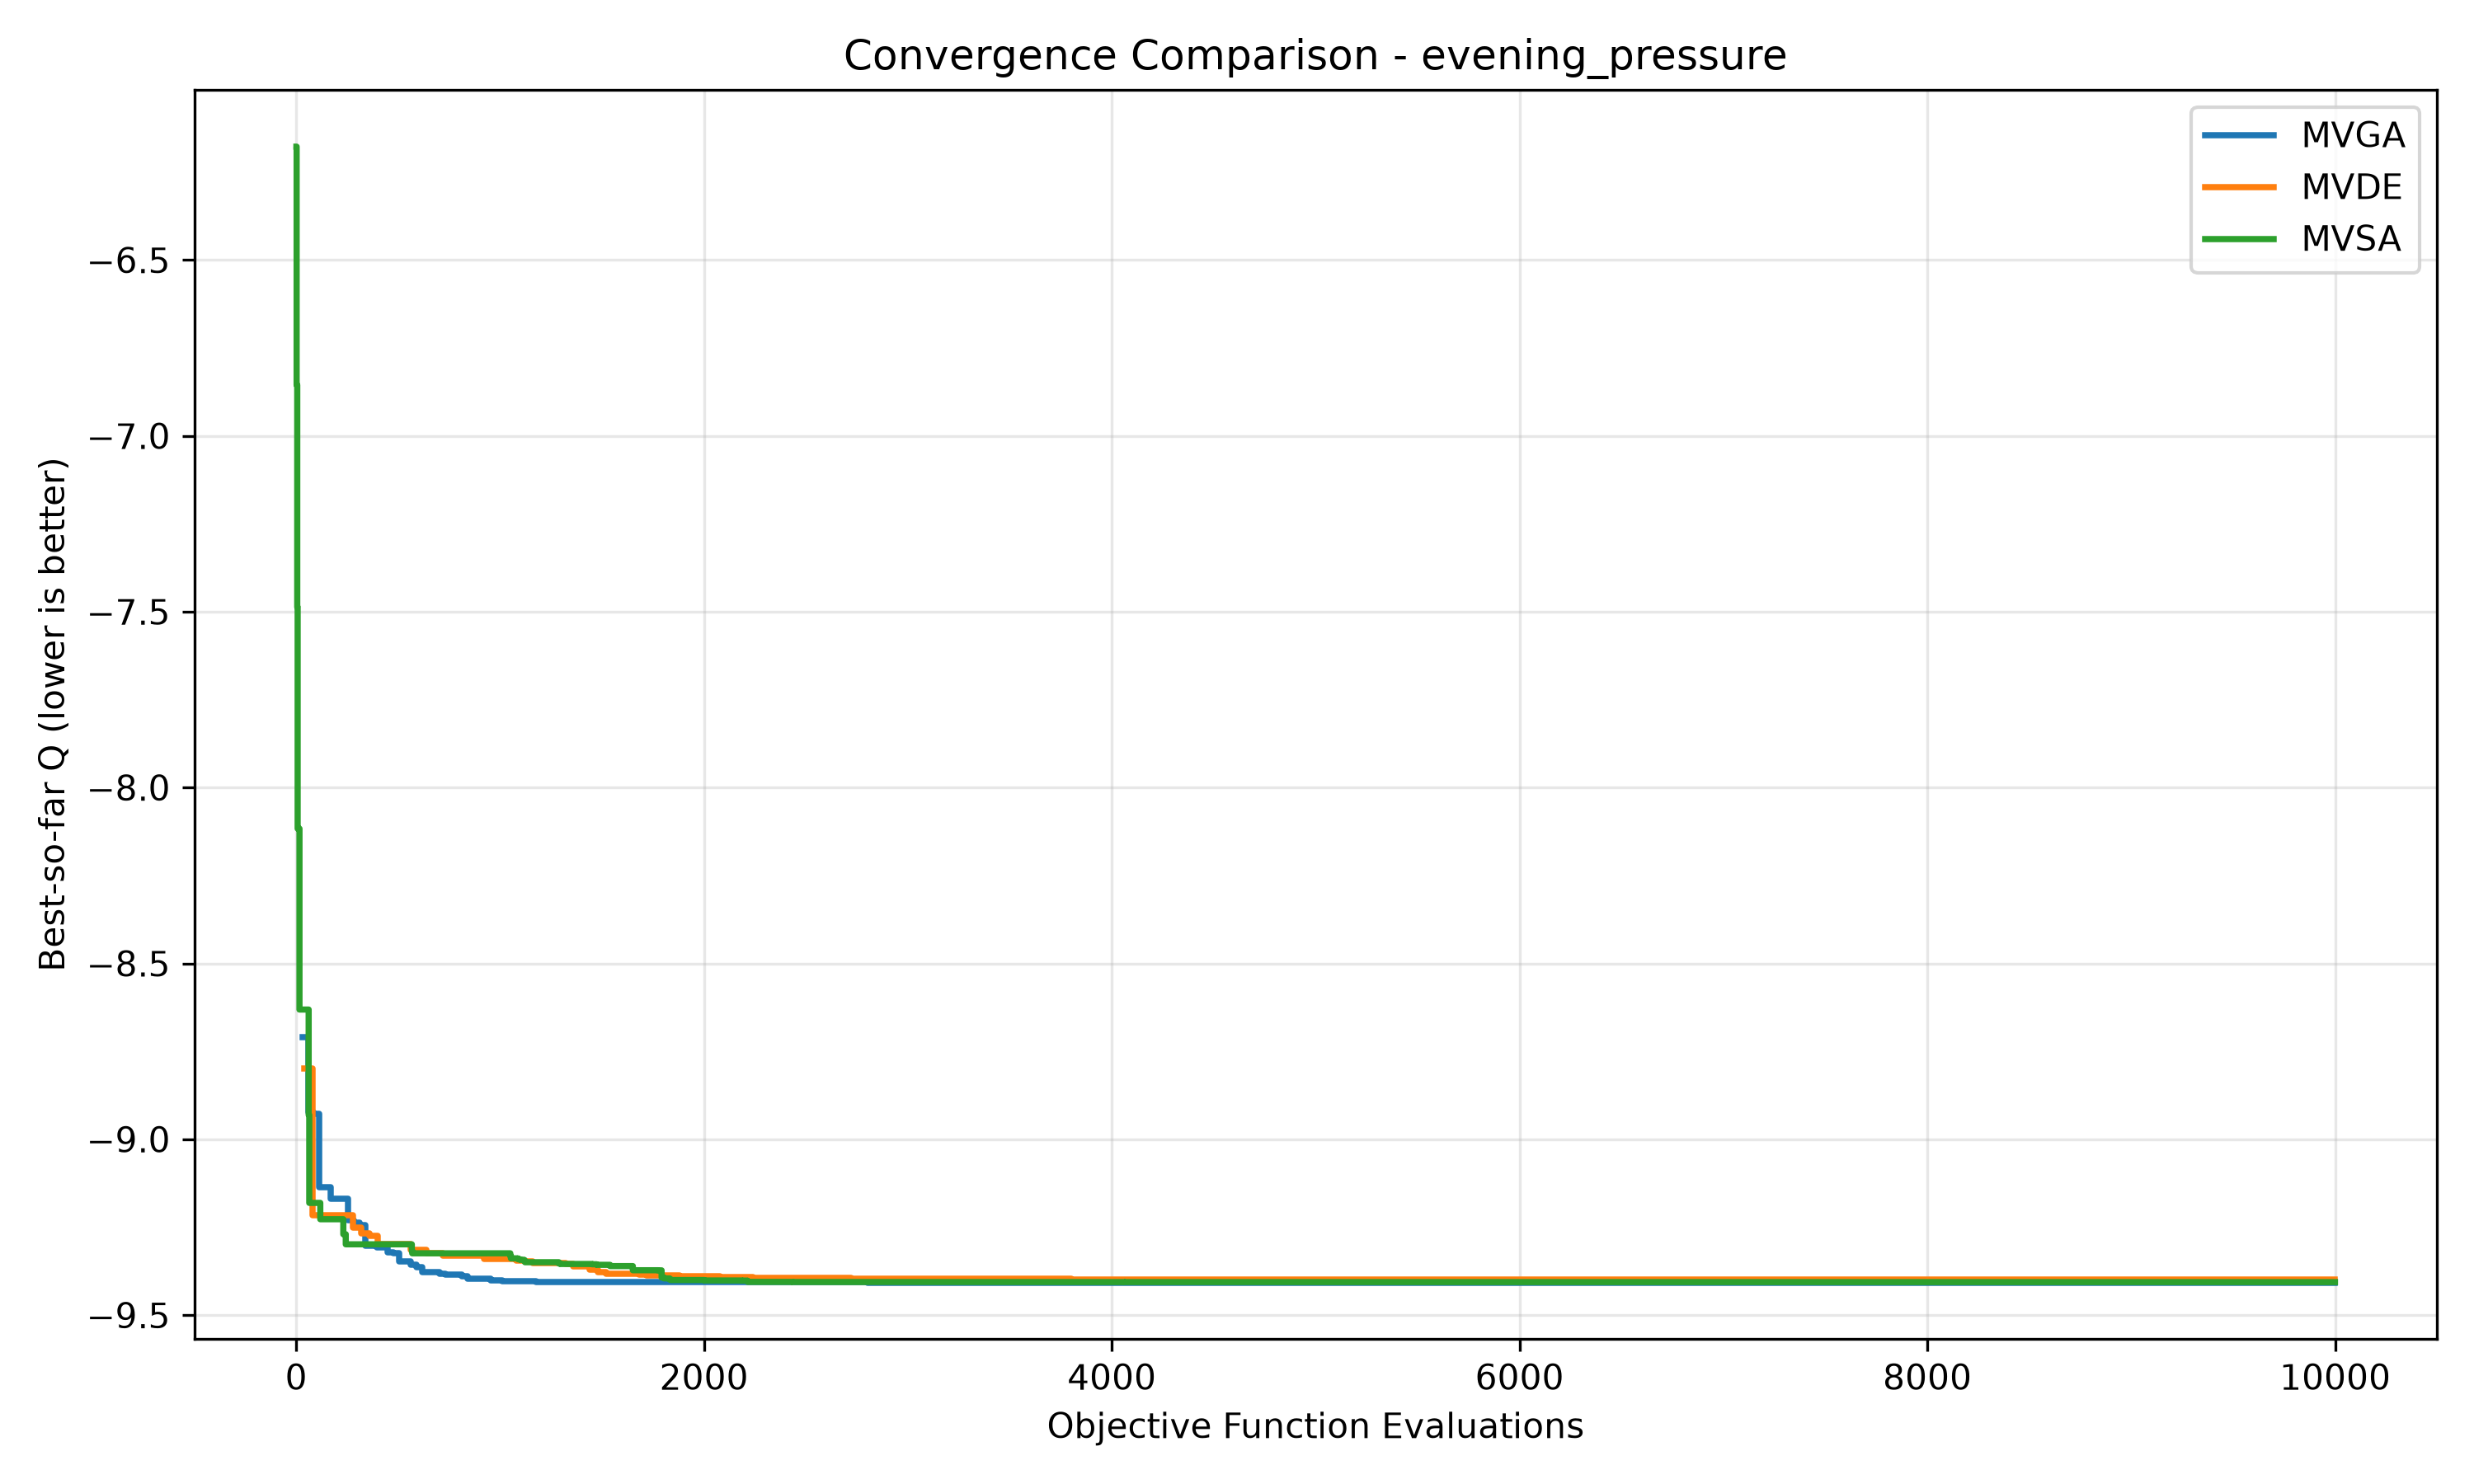 Convergence Comparison - evening_pressure
MVGA
MVDE
MVSA
Best-so-far Q (lower is better)
−6.5
−7.0
−7.5
−8.0
−8.5
−9.0
−9.5
0 2000 4000 6000 8000 10000
Objective Function Evaluations